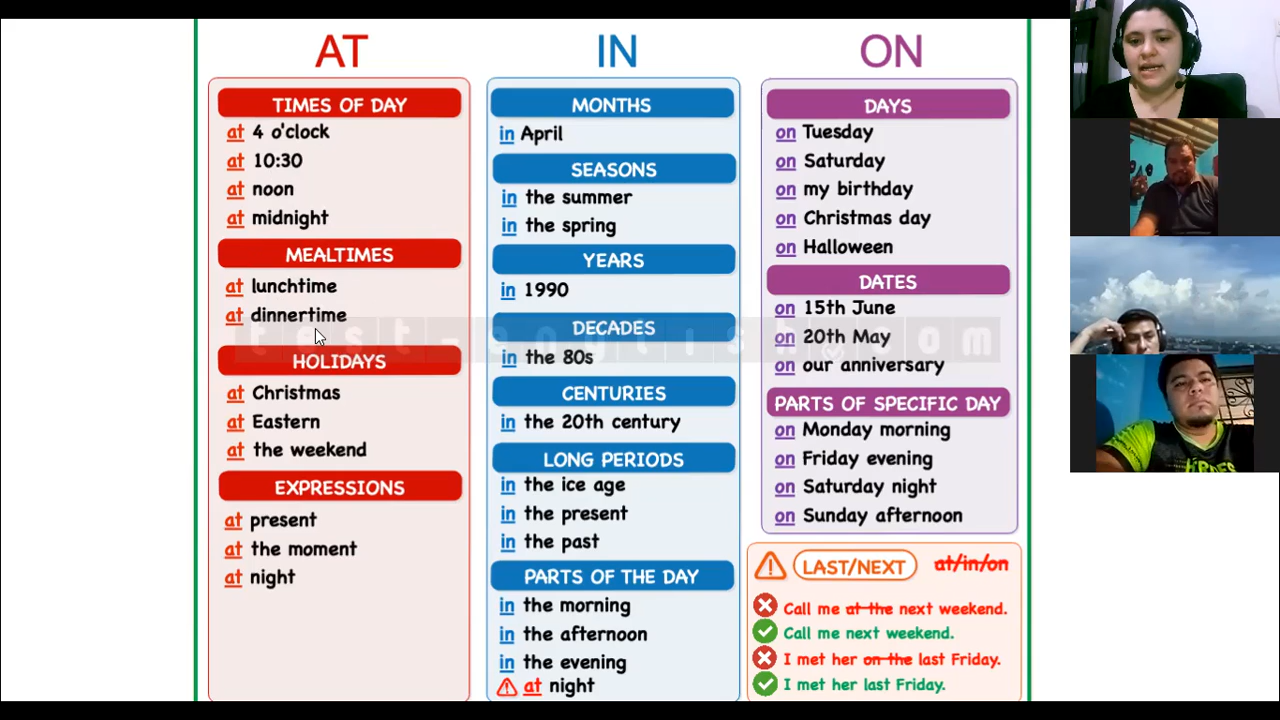 AT
TIMES OF DAY
at 4 o'clock
at 10:30
at noon
at midnight
MEALTIMES
at lunchtime
at dinnertime
HOLIDAYS
at Christmas
at Eastern
at the weekend
EXPRESSIONS
at present
at the moment
at night
IN
MONTHS
in April
SEASONS
in the summer
in the spring
YEARS
in 1990
DECADES
in the 80s
CENTURIES
in the 20th century
LONG PERIODS
in the ice age
in the present
in the past
PARTS OF THE DAY
in the morning
in the afternoon
in the evening
at night
ON
DAYS
on Tuesday
on Saturday
on my birthday
on Christmas day
on Halloween
DATES
on 15th June
on 20th May
on our anniversary
PARTS OF SPECIFIC DAY
on Monday morning
on Friday evening
on Saturday night
on Sunday afternoon
LAST/NEXT at/in/on
Call me at the next weekend.
Call me next weekend.
I met her on the last Friday.
I met her last Friday.
test-english.com